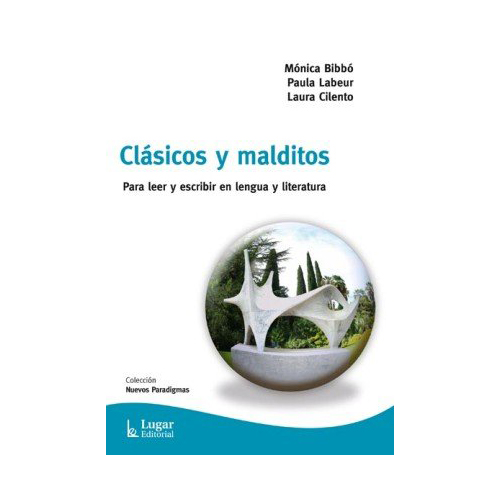 Mónica Bibbó
Paula Labeur
Laura Cilento
Clásicos y malditos
Para leer y escribir en lengua y literatura
Colección
Nuevos Paradigmas
Lugar
Editorial